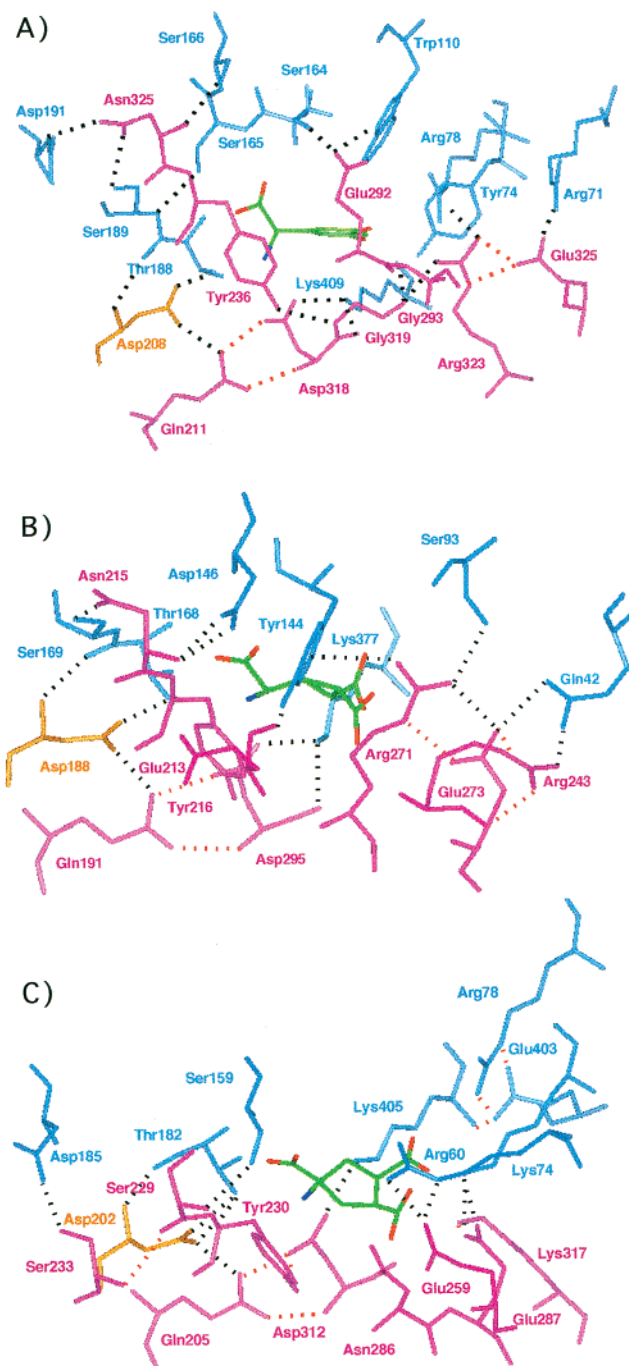 A)
Ser166
Trp110
Asn325
Ser164
Asp191
Arg78
Ser165
Glu292
Tyr74
Arg71
Ser189
Thr188
Glu325
Lys409
Tyr236
Gly293
Asp208
Gly319
Arg323
Asp318
Gln211
B)
Ser93
Asp146
Asn215
Thr168
Tyr144
Lys377
Ser169
Gln42
Arg271
Asp188
Glu213
Arg243
Tyr216
Glu273
Gln191
Asp295
C)
Arg78
Glu403
Ser159
Thr182
Lys405
Asp185
Arg60
Lys74
Ser229
Tyr230
Asp202
Lys317
Ser233
Glu259
Glu287
Gln205
Asp312
Asn286